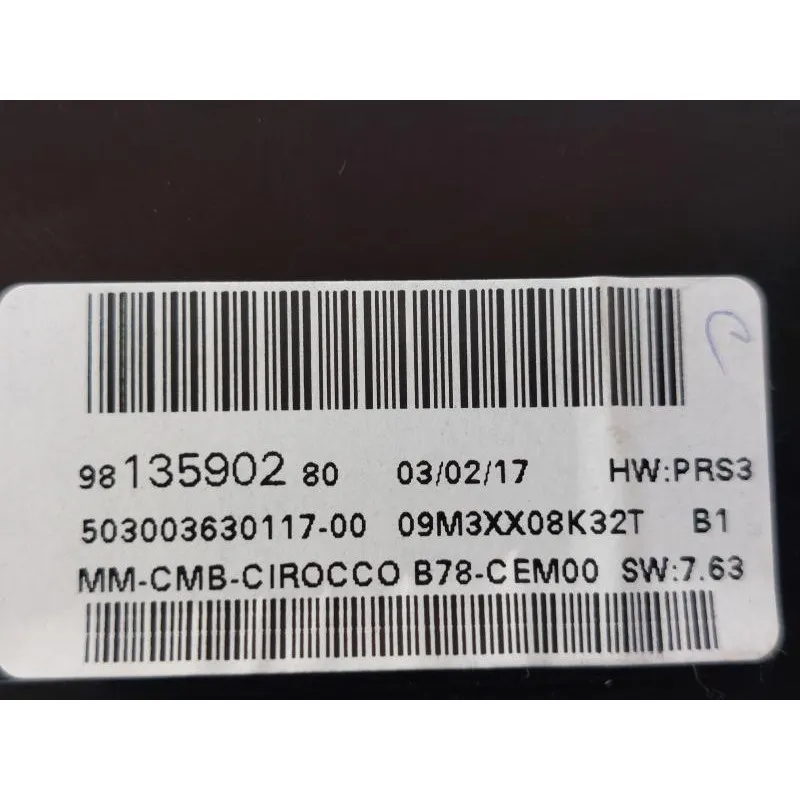 98 135902 80 03/02/17 HW:PRS3
503003630117-00 09M3XX08K32T B1
MM-CMB-CIROCCO B78-CEM00 SW:7.63